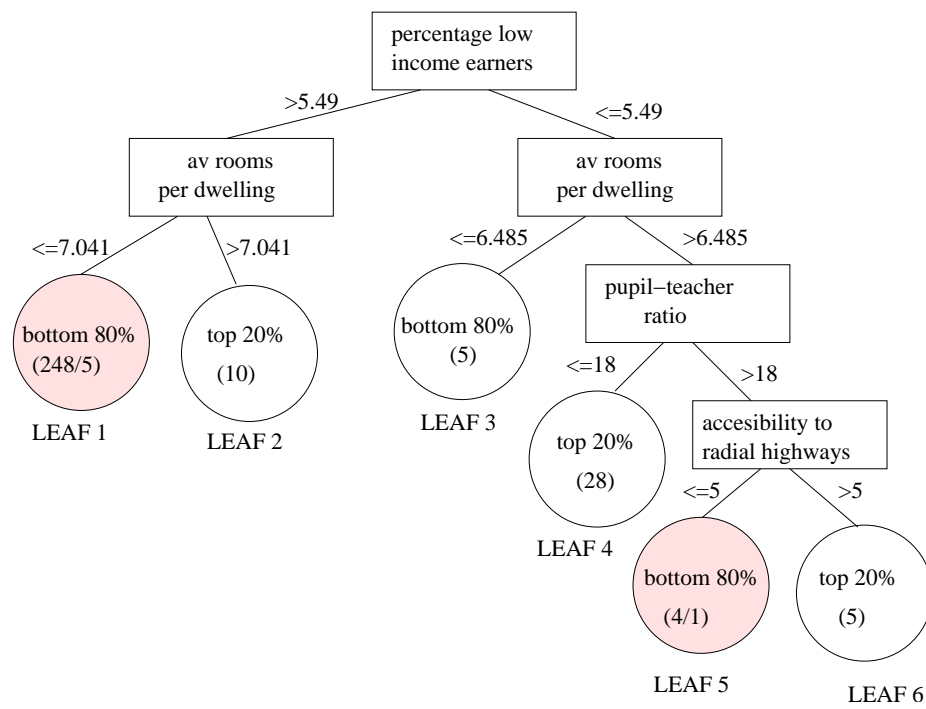 percentage low
income earners
>5.49
<=5.49
av rooms
per dwelling
av rooms
per dwelling
<=7.041
>7.041
<=6.485
>6.485
bottom 80%
(248/5)
LEAF 1
top 20%
(10)
LEAF 2
bottom 80%
(5)
LEAF 3
pupil−teacher
ratio
<=18
>18
top 20%
(28)
LEAF 4
accesibility to
radial highways
<=5
>5
bottom 80%
(4/1)
LEAF 5
top 20%
(5)
LEAF 6